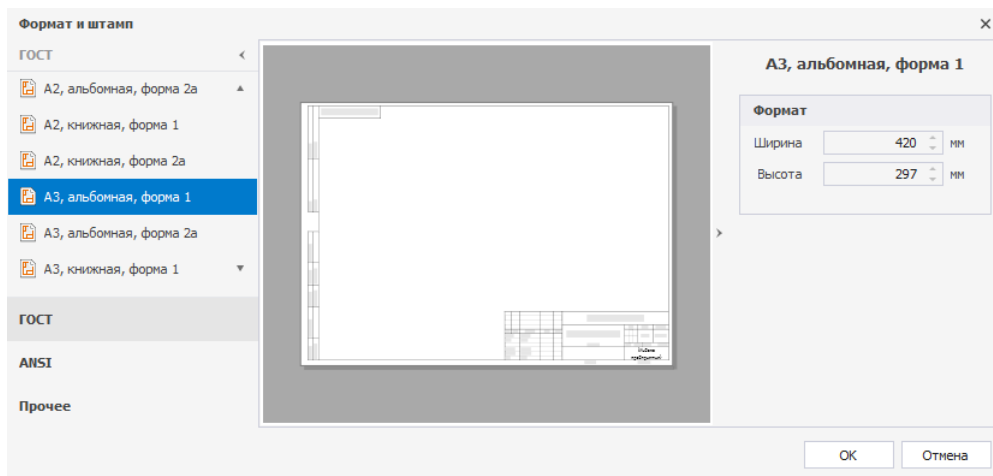 Формат и штамп
ГОСТ
А2, альбомная, форма 2а
А2, книжная, форма 1
А2, книжная, форма 2а
А3, альбомная, форма 1
А3, альбомная, форма 2а
А3, книжная, форма 1
ГОСТ
ANSI
Прочее
А3, альбомная, форма 1
Формат
Ширина 420 мм
Высота 297 мм
ОК Отмена